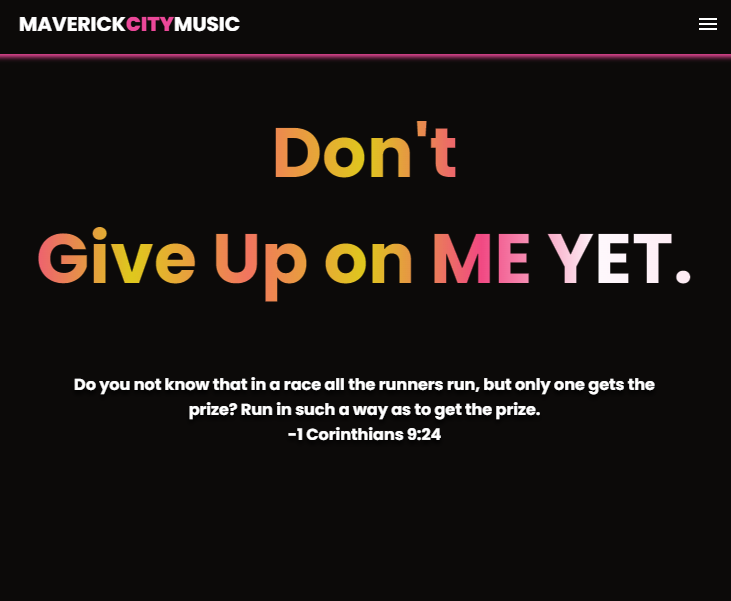 MAVERICKCITYMUSIC
Don't
Give Up on ME YET.
Do you not know that in a race all the runners run, but only one gets the
prize? Run in such a way as to get the prize.
-1 Corinthians 9:24